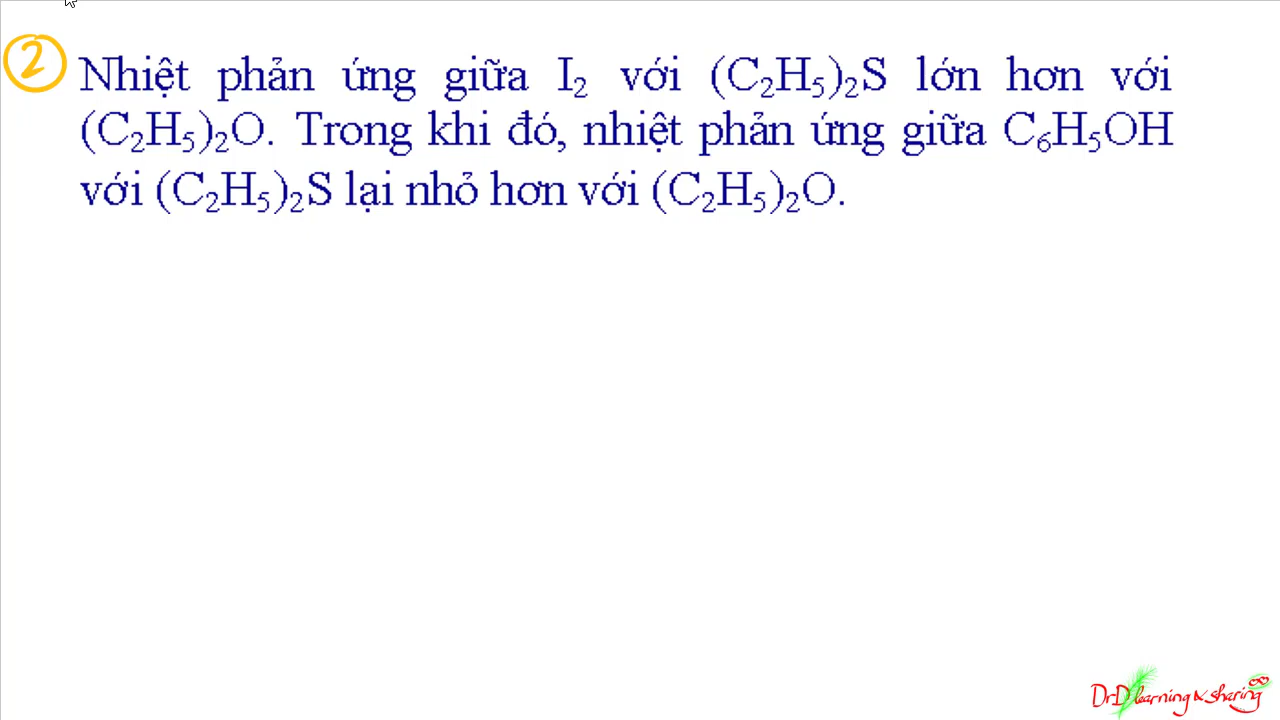 2 Nhiệt phản ứng giữa I₂ với (C₂H₅)₂S lớn hơn với
(C₂H₅)₂O. Trong khi đó, nhiệt phản ứng giữa C₆H₅OH
với (C₂H₅)₂S lại nhỏ hơn với (C₂H₅)₂O.
DrD learning & sharing